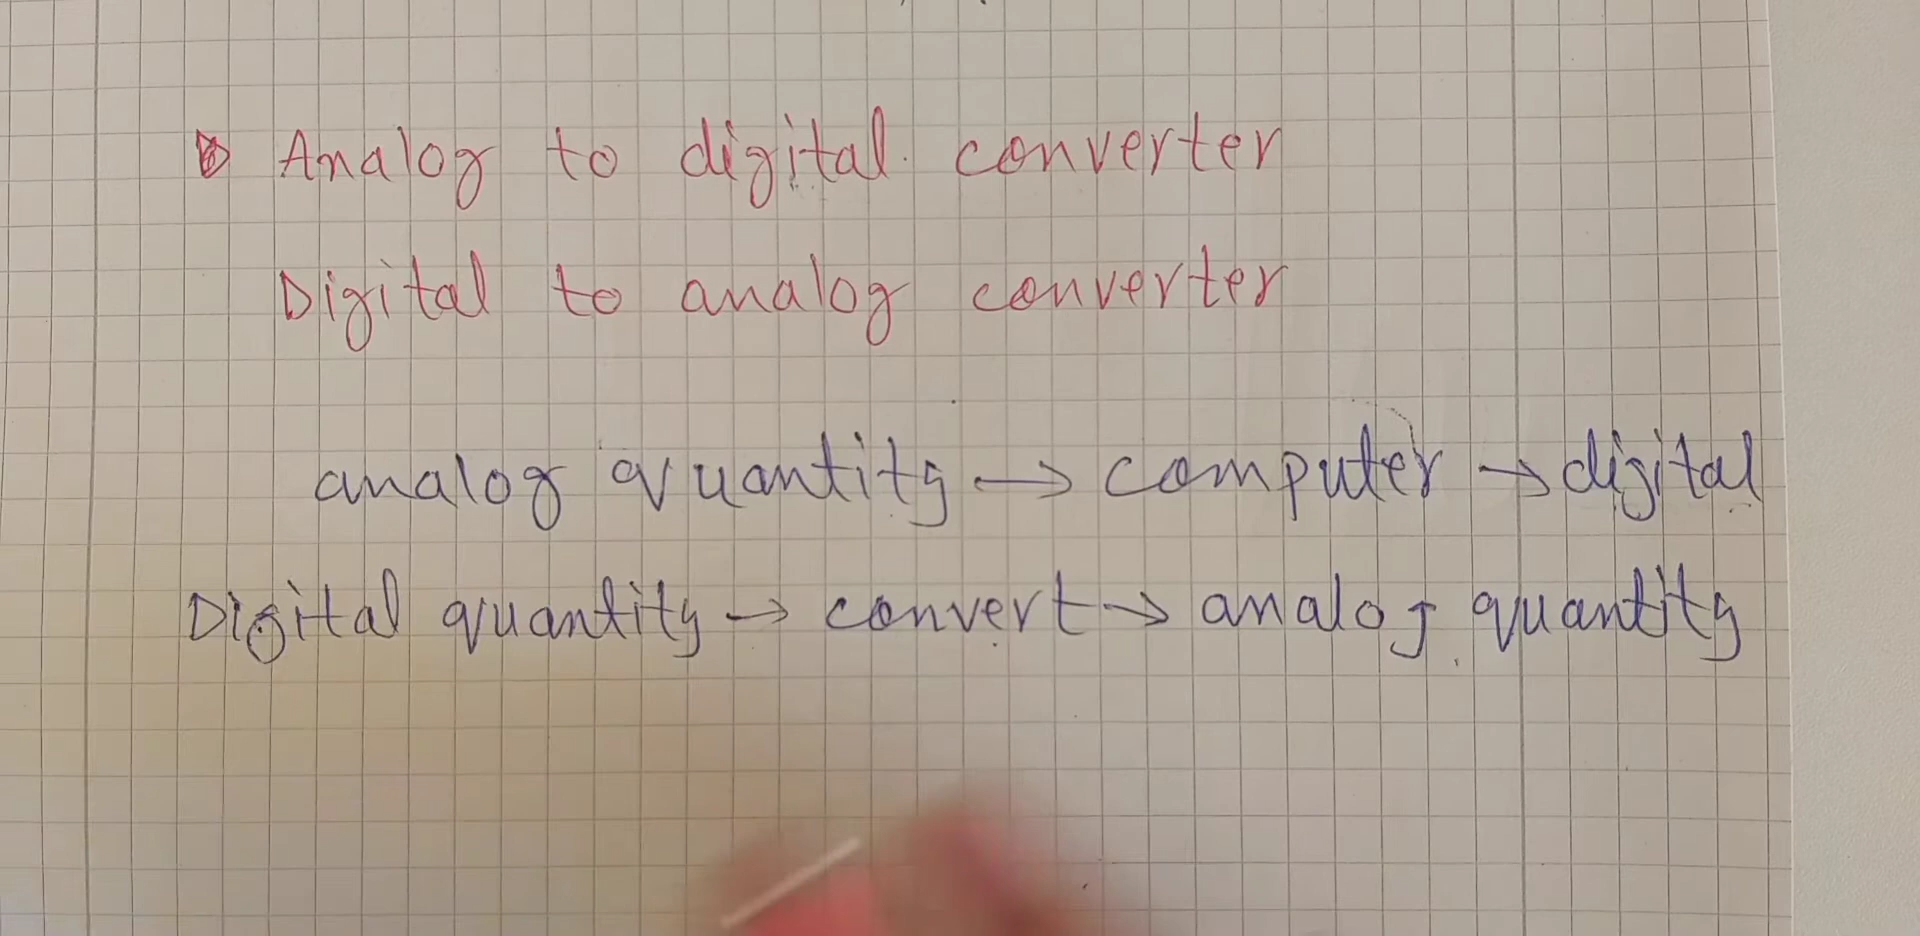 Analog to digital converter
Digital to analog converter
analog quantity → computer → digital
Digital quantity → convert → analog quantity